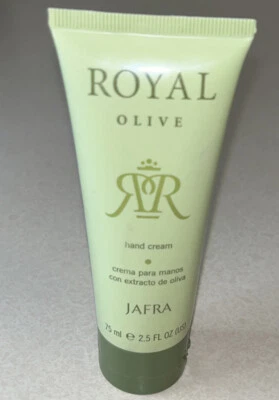 ROYAL
OLIVE
RR
hand cream
crema para manos
con extracto de oliva
JAFRA
75 ml ℮ 2.5 FL OZ (US)